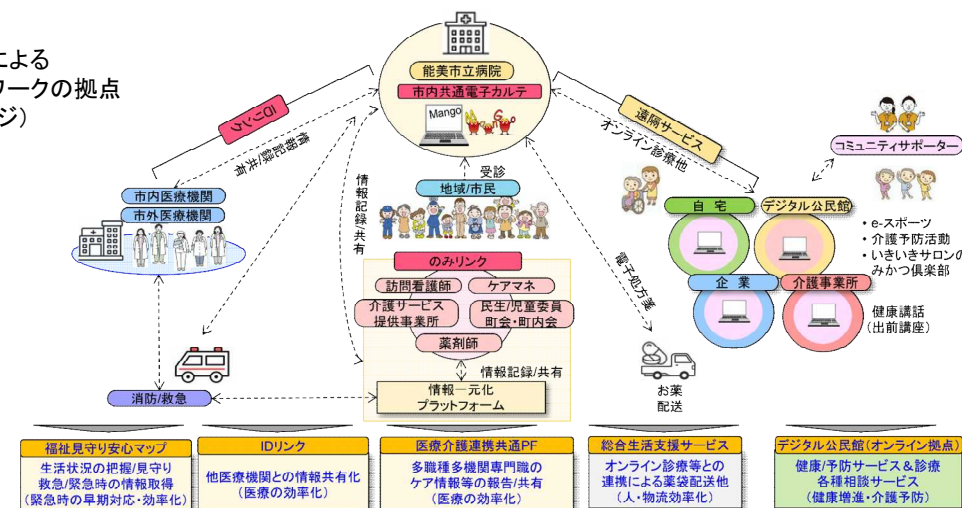 による
ワークの拠点
ジ)
能美市立病院
市内共通電子カルテ
Mango
ManGo
IDリンク
情報記録/共有
遠隔サービス
オンライン診療他
コミュニティサポーター
受診
地域/市民
市内医療機関
市外医療機関
情報記録/共有
自宅
デジタル公民館
・e-スポーツ
・介護予防活動
・いきいきサロンの
みかつ倶楽部
企業
介護事業所
健康講話
(出前講座)
のみリンク
訪問看護師
ケアマネ
介護サービス
提供事業所
民生/児童委員
町会・町内会
薬剤師
情報記録/共有
情報一元化
プラットフォーム
電子処方箋
お薬
配送
消防/救急
福祉見守り安心マップ
生活状況の把握/見守り
救急/緊急時の情報取得
(緊急時の早期対応・効率化)
IDリンク
他医療機関との情報共有化
(医療の効率化)
医療介護連携共通PF
多職種多機関専門職の
ケア情報等の報告/共有
(医療の効率化)
総合生活支援サービス
オンライン診療等との
連携による薬袋配送他
(人・物流効率化)
デジタル公民館(オンライン拠点)
健康/予防サービス&診療
各種相談サービス
(健康増進・介護予防)